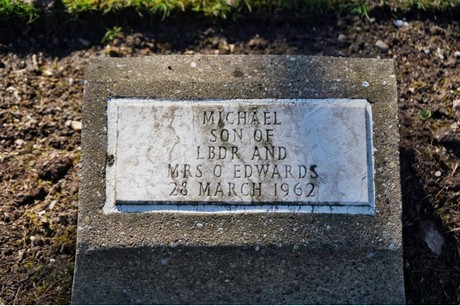 MICHAEL
SON OF
LBDR AND
MRS O EDWARDS
28 MARCH 1962